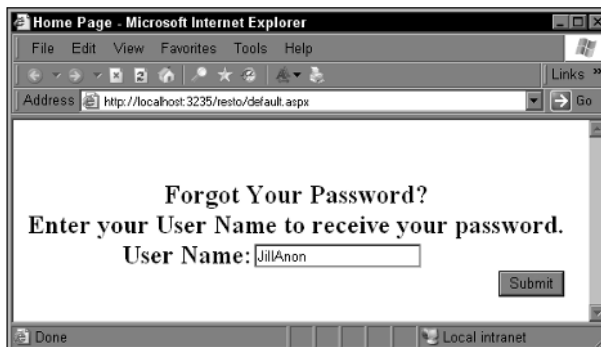 Home Page - Microsoft Internet Explorer
File Edit View Favorites Tools Help
Links »
Address http://localhost:3235/resto/default.aspx Go
Forgot Your Password?
Enter your User Name to receive your password.
User Name: JillAnon
Submit
Done Local intranet